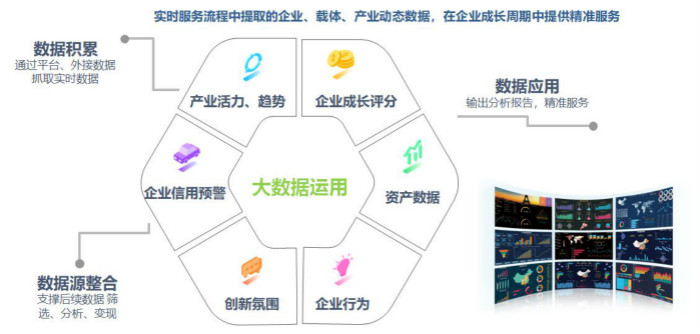 实时服务流程中提取的企业、载体、产业动态数据，在企业成长周期中提供精准服务
数据积累
通过平台、外接数据
抓取实时数据
产业活力、趋势
企业成长评分
数据应用
输出分析报告，精准服务
企业信用预警
大数据运用
资产数据
数据源整合
支撑后续数据 筛
选、分析、变现
创新氛围
企业行为